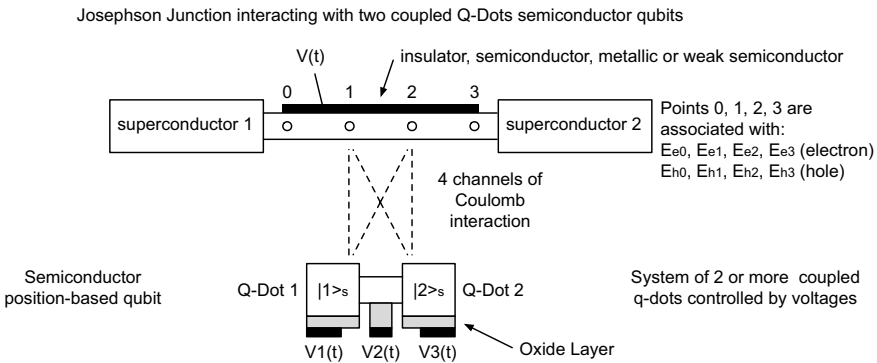 Josephson Junction interacting with two coupled Q-Dots semiconductor qubits
V(t)
insulator, semiconductor, metallic or weak semiconductor
0 1 2 3
superconductor 1
superconductor 2
Points 0, 1, 2, 3 are
associated with:
Ee0, Ee1, Ee2, Ee3 (electron)
Eh0, Eh1, Eh2, Eh3 (hole)
4 channels of
Coulomb
interaction
Semiconductor
position-based qubit
Q-Dot 1
|1>s
|2>s
Q-Dot 2
System of 2 or more coupled
q-dots controlled by voltages
V1(t) V2(t) V3(t)
Oxide Layer